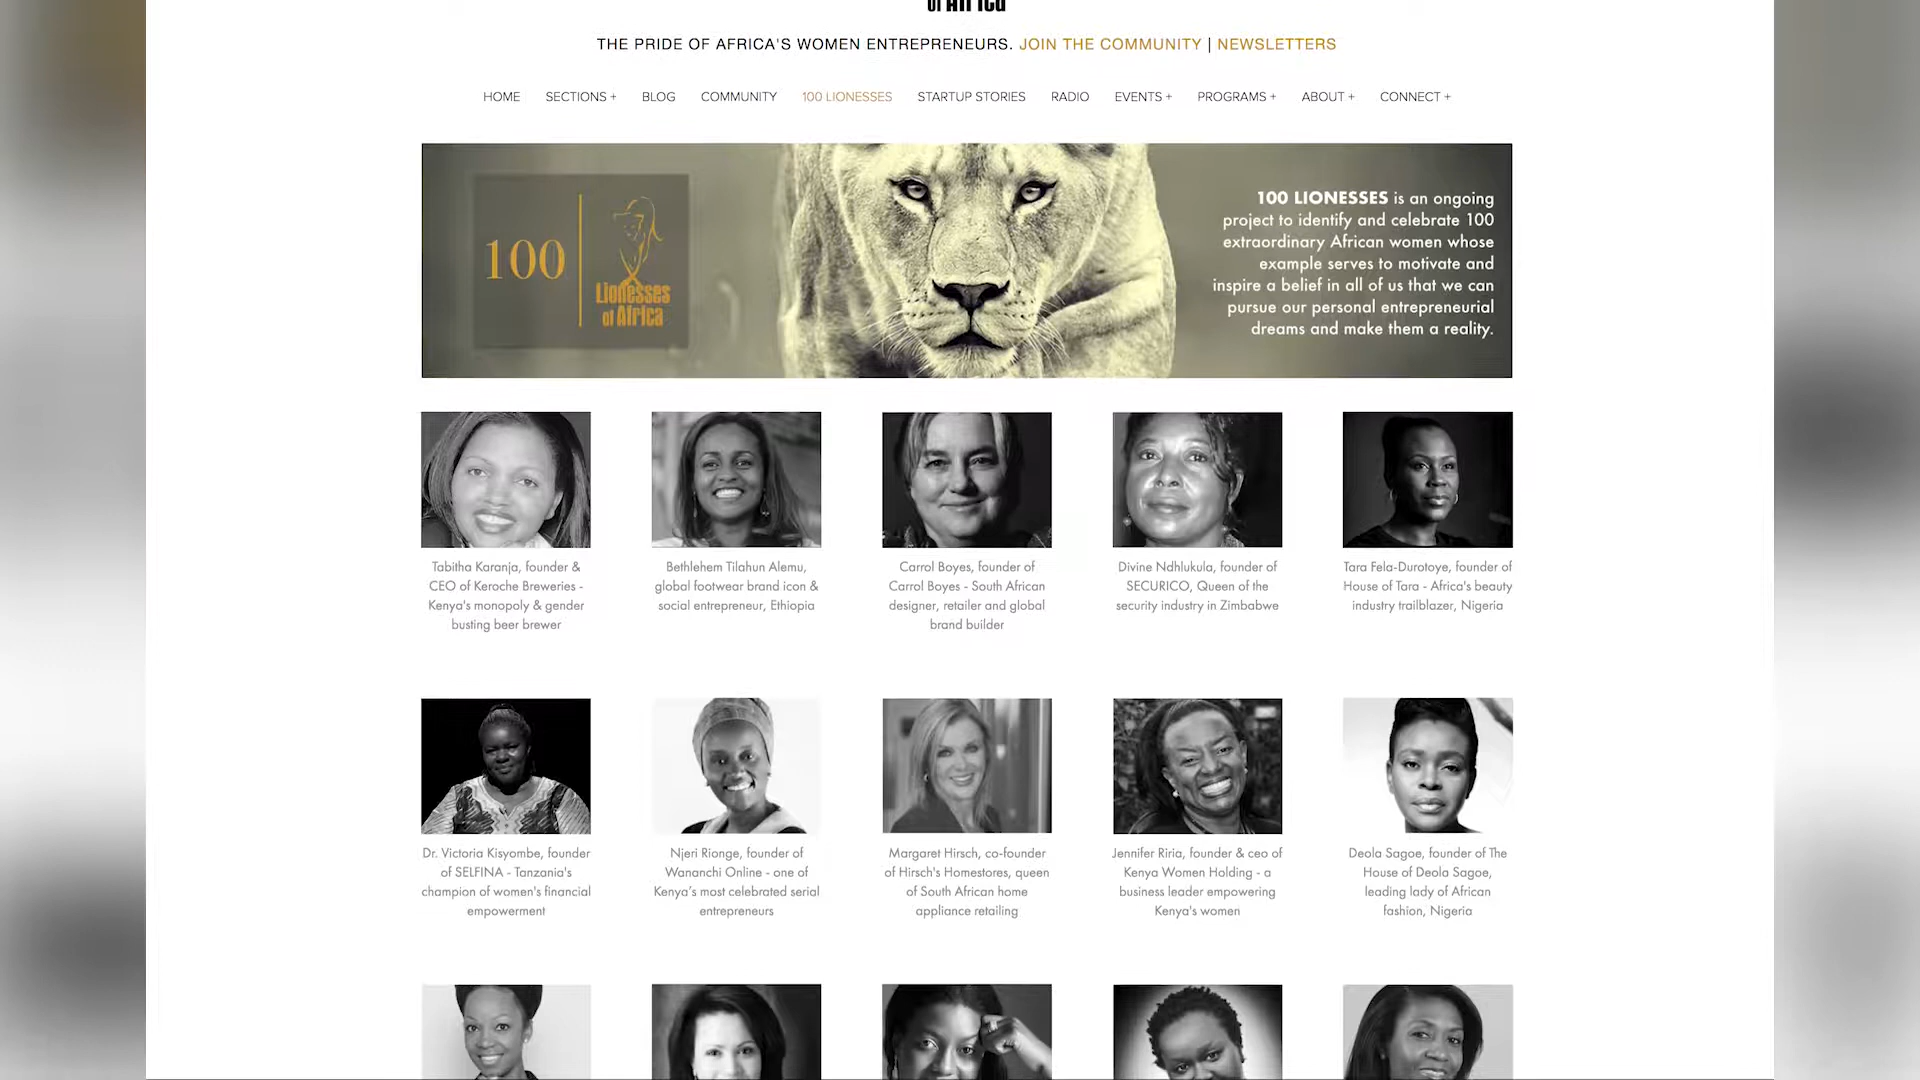 of Africa
THE PRIDE OF AFRICA'S WOMEN ENTREPRENEURS. JOIN THE COMMUNITY | NEWSLETTERS
HOME SECTIONS + BLOG COMMUNITY 100 LIONESSES STARTUP STORIES RADIO EVENTS + PROGRAMS + ABOUT + CONNECT +
100
Lionesses
of Africa
100 LIONESSES is an ongoing
project to identify and celebrate 100
extraordinary African women whose
example serves to motivate and
inspire a belief in all of us that we can
pursue our personal entrepreneurial
dreams and make them a reality.
Tabitha Karanja, founder &
CEO of Keroche Breweries -
Kenya's monopoly & gender
busting beer brewer
Bethlehem Tilahun Alemu,
global footwear brand icon &
social entrepreneur, Ethiopia
Carrol Boyes, founder of
Carrol Boyes - South African
designer, retailer and global
brand builder
Divine Ndhlukula, founder of
SECURICO, Queen of the
security industry in Zimbabwe
Tara Fela-Durotoye, founder of
House of Tara - Africa's beauty
industry trailblazer, Nigeria
Dr. Victoria Kisyombe, founder
of SELFINA - Tanzania's
champion of women's financial
empowerment
Njeri Rionge, founder of
Wananchi Online - one of
Kenya's most celebrated serial
entrepreneurs
Margaret Hirsch, co-founder
of Hirsch's Homestores, queen
of South African home
appliance retailing
Jennifer Riria, founder & ceo of
Kenya Women Holding - a
business leader empowering
Kenya's women
Deola Sagoe, founder of The
House of Deola Sagoe,
leading lady of African
fashion, Nigeria